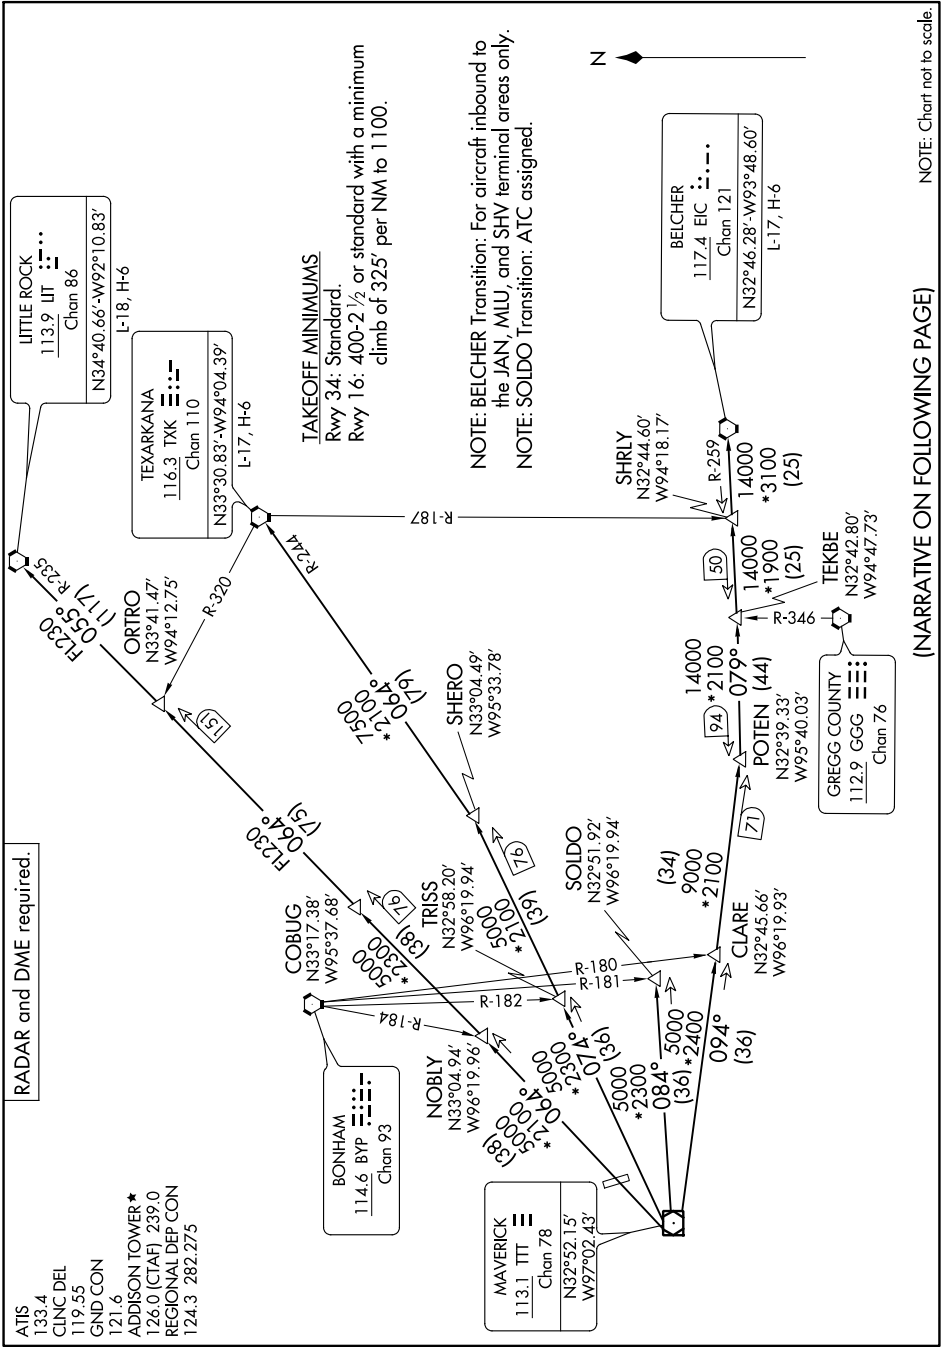 RADAR and DME required.
ATIS
133.4
CLNC DEL
119.55
GND CON
121.6
ADDISON TOWER★
126.0 (CTAF) 239.0
REGIONAL DEP CON
124.3 282.275
LITTLE ROCK
113.9 LIT
Chan 86
N34°40.66'-W92°10.83'
L-18, H-6
TEXARKANA
116.3 TXK
Chan 110
N33°30.83'-W94°04.39'
L-17, H-6
TAKEOFF MINIMUMS
Rwy 34: Standard.
Rwy 16: 400-2½ or standard with a minimum
climb of 325' per NM to 1100.
NOTE: BELCHER Transition: For aircraft inbound to
the JAN, MLU, and SHV terminal areas only.
NOTE: SOLDO Transition: ATC assigned.
N
BELCHER
117.4 EIC
Chan 121
N32°46.28'-W93°48.60'
L-17, H-6
BONHAM
114.6 BYP
Chan 93
MAVERICK
113.1 TTT
Chan 78
N32°52.15'
W97°02.43'
GREGG COUNTY
112.9 GGG
Chan 76
R-235
FL230
055°
(117)
ORTRO
N33°41.47'
W94°12.75'
R-320
151
FL230
064°
(75)
COBUG
N33°17.38'
W95°37.68'
76
5000
*2300
(38)
R-184
NOBLY
N33°04.94'
W96°19.96'
(38)
5000
*2100
064°
R-244
7500
*2100
064°
(79)
SHERO
N33°04.49'
W95°33.78'
76
5000
*2100
(39)
TRISS
N32°58.20'
W96°19.94'
R-182
5000
*2300
074°
(36)
SOLDO
N32°51.92'
W96°19.94'
R-181
5000
*2300
084°
(36)
R-180
CLARE
N32°45.66'
W96°19.93'
5000
*2400
094°
(36)
(34)
9000
*2100
71
POTEN
N32°39.33'
W95°40.03'
94
14000
*2100
079°
(44)
R-346
TEKBE
N32°42.80'
W94°47.73'
50
14000
*1900
(25)
R-187
SHRLY
N32°44.60'
W94°18.17'
R-259
14000
*3100
(25)
(NARRATIVE ON FOLLOWING PAGE)
NOTE: Chart not to scale.